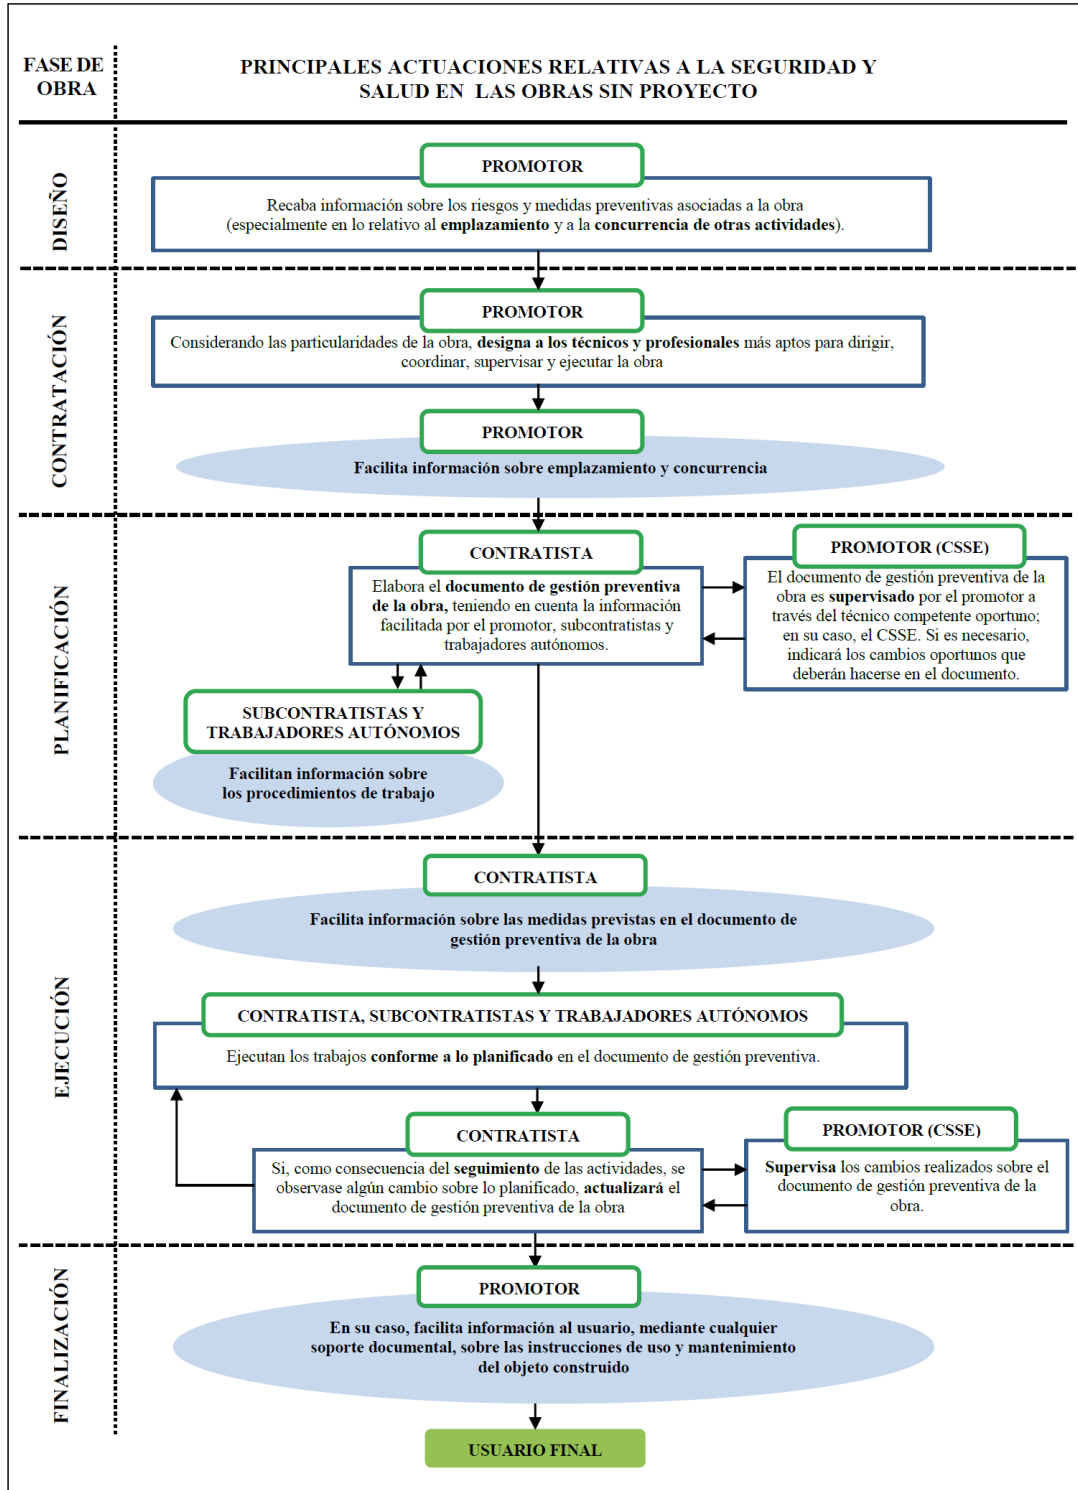 FASE DE
OBRA
PRINCIPALES ACTUACIONES RELATIVAS A LA SEGURIDAD Y
SALUD EN LAS OBRAS SIN PROYECTO
DISEÑO
PROMOTOR
Recaba información sobre los riesgos y medidas preventivas asociadas a la obra
(especialmente en lo relativo al emplazamiento y a la concurrencia de otras actividades).
CONTRATACIÓN
PROMOTOR
Considerando las particularidades de la obra, designa a los técnicos y profesionales más aptos para dirigir,
coordinar, supervisar y ejecutar la obra
PROMOTOR
Facilita información sobre emplazamiento y concurrencia
PLANIFICACIÓN
CONTRATISTA
Elabora el documento de gestión preventiva
de la obra, teniendo en cuenta la información
facilitada por el promotor, subcontratistas y
trabajadores autónomos.
PROMOTOR (CSSE)
El documento de gestión preventiva de la
obra es supervisado por el promotor a
través del técnico competente oportuno;
en su caso, el CSSE. Si es necesario,
indicará los cambios oportunos que
deberán hacerse en el documento.
SUBCONTRATISTAS Y
TRABAJADORES AUTÓNOMOS
Facilitan información sobre
los procedimientos de trabajo
EJECUCIÓN
CONTRATISTA
Facilita información sobre las medidas previstas en el documento de
gestión preventiva de la obra
CONTRATISTA, SUBCONTRATISTAS Y TRABAJADORES AUTÓNOMOS
Ejecutan los trabajos conforme a lo planificado en el documento de gestión preventiva.
CONTRATISTA
Si, como consecuencia del seguimiento de las actividades, se
observase algún cambio sobre lo planificado, actualizará el
documento de gestión preventiva de la obra
PROMOTOR (CSSE)
Supervisa los cambios realizados sobre el
documento de gestión preventiva de la
obra.
FINALIZACIÓN
PROMOTOR
En su caso, facilita información al usuario, mediante cualquier
soporte documental, sobre las instrucciones de uso y mantenimiento
del objeto construido
USUARIO FINAL